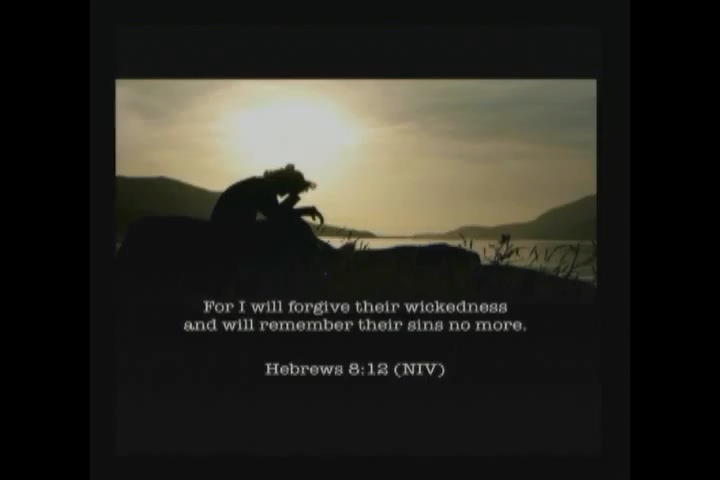 For I will forgive their wickedness
and will remember their sins no more.
Hebrews 8:12 (NIV)